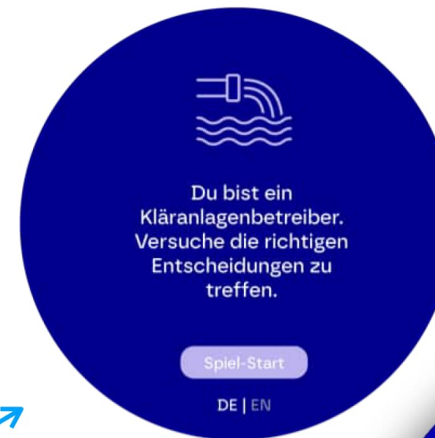 Du bist ein
Kläranlagenbetreiber.
Versuche die richtigen
Entscheidungen zu
treffen.
Spiel-Start
DE | EN